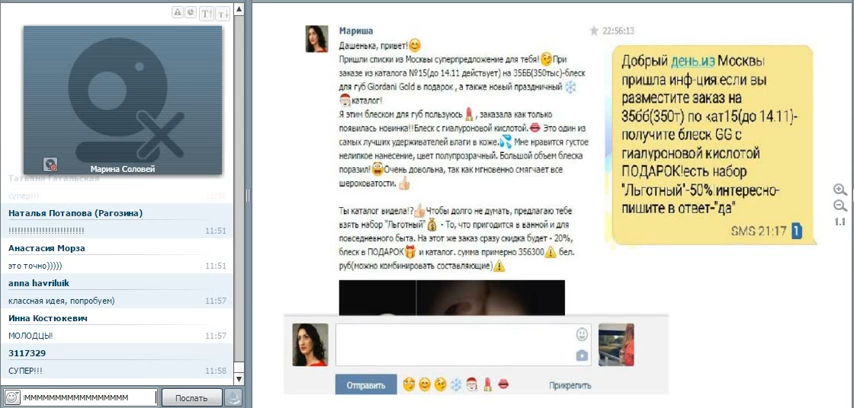 Марина Соловей
супер!!!
Наталья Потапова (Рагозина)
!!!!!!!!!!!!!!!!!!!!!!!!!!! 11:51
Анастасия Морза
это точно))))) 11:51
anna havriluik
классная идея, попробуем) 11:57
Инна Костюкевич
МОЛОДЦЫ! 11:57
3117329
СУПЕР!!! 11:58
Послать
Мариша
22:56:13
Дашенька, привет!
Пришли списки из Москвы суперпредложение для тебя! При
заказе из каталога №15(до 14.11 действует) на 35ББ(350тыс)-блеск
для губ Giordani Gold в подарок , а также новый праздничный
каталог!
Я этим блеском для губ пользуюсь , заказала как только
появилась новинка!!Блеск с гиалуроновой кислотой. Это один из
самых лучших удерживателей влаги в коже. Мне нравится густое
нелипкое нанесение, цвет полупрозрачный. Большой объем блеска
поразил! Очень довольна, так как мгновенно смягчает все
шероховатости.
Ты каталог видела!? Чтобы долго не думать, предлагаю тебе
взять набор "Льготный" - То, что пригодится в ванной и для
повседневного быта. На этот же заказ сразу скидка будет - 20%,
блеск в ПОДАРОК и каталог. сумма примерно 356300 бел.
руб(можно комбинировать составляющие)
Отправить
Прикрепить
Добрый день.из Москвы
пришла инф-ция.если вы
разместите заказ на
35бб(350т) по кат15(до 14.11)-
получите блеск GG с
гиалуроновой кислотой
ПОДАРОК!есть набор
"Льготный"-50% интересно-
пишите в ответ-"да"
SMS 21:17 1
1:1